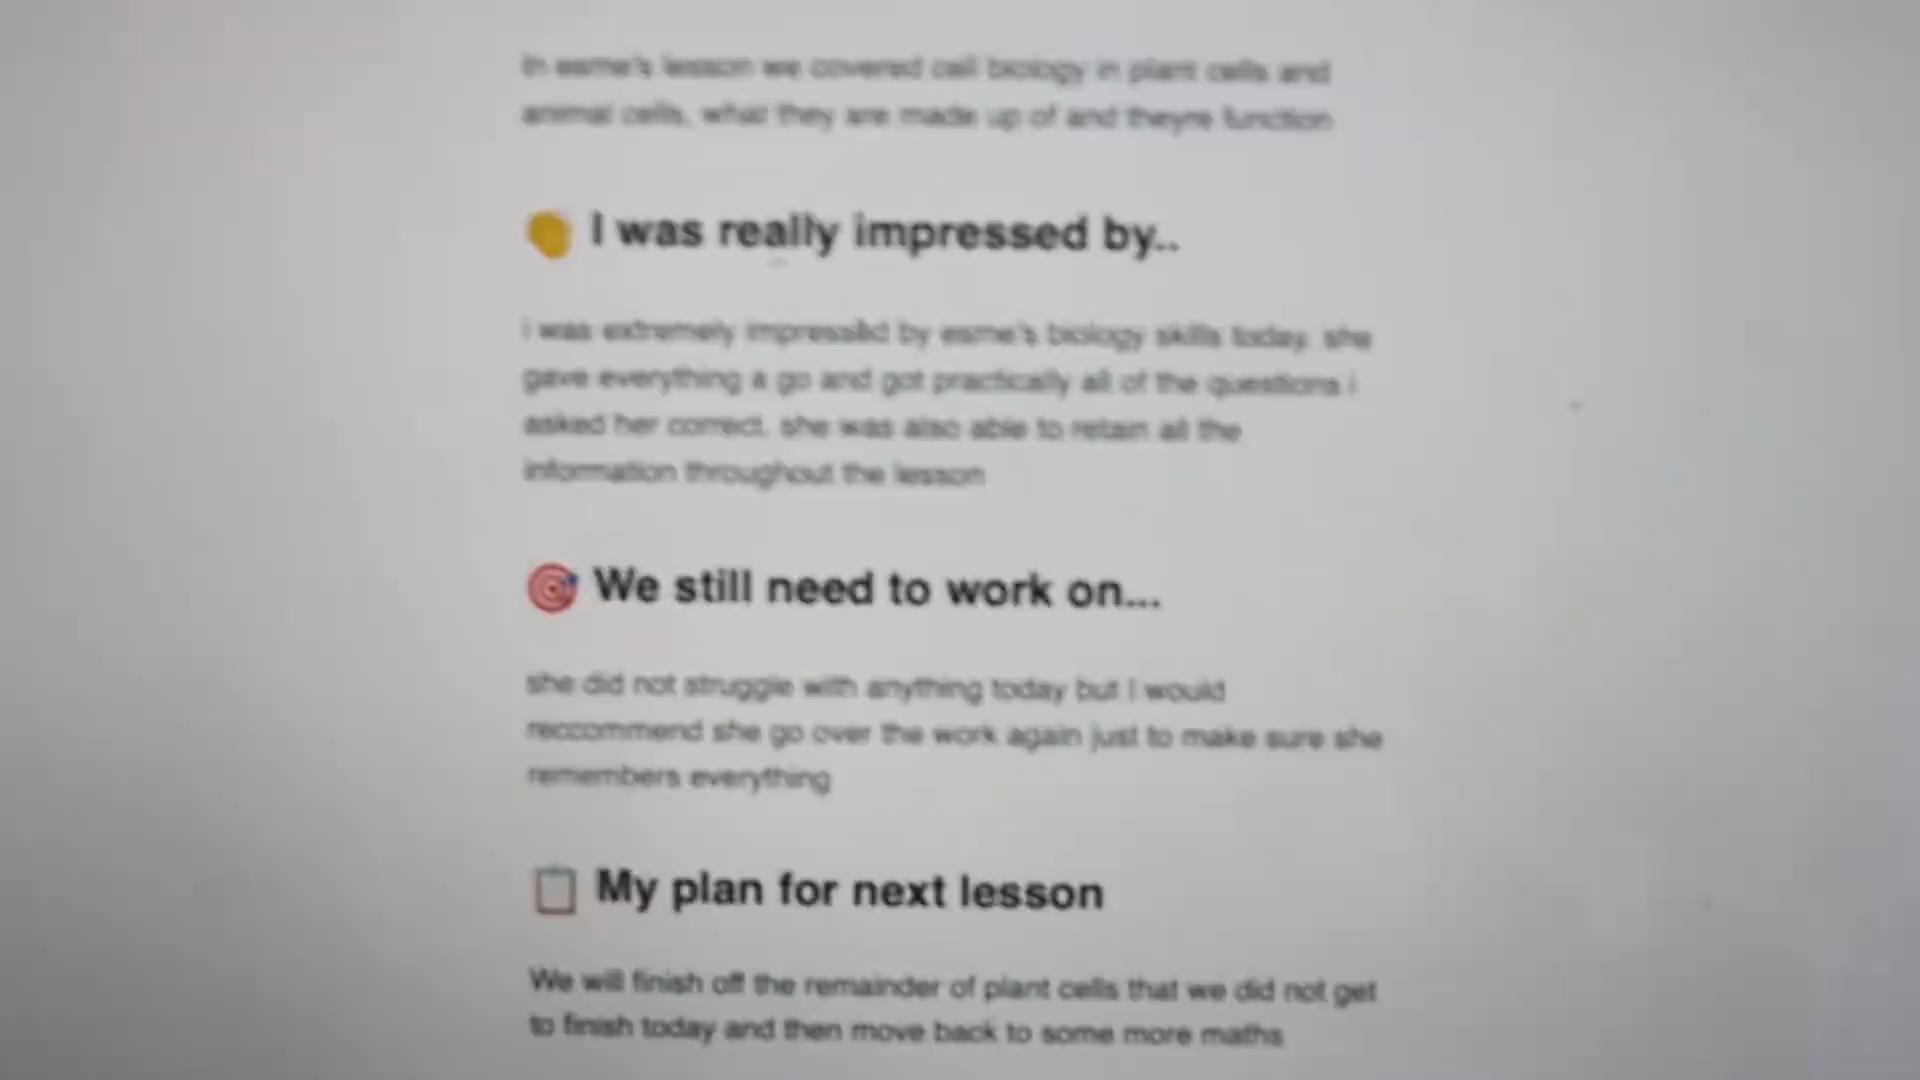 In esme's lesson we covered cell biology in plant cells and
animal cells, what they are made up of and theyre function
I was really impressed by..
i was extremely impressed by esme's biology skills today. she
gave everything a go and got practically all of the questions i
asked her correct. she was also able to retain all the
information throughout the lesson
We still need to work on...
she did not struggle with anything today but I would
reccommend she go over the work again just to make sure she
remembers everything
My plan for next lesson
We will finish off the remainder of plant cells that we did not get
to finish today and then move back to some more maths